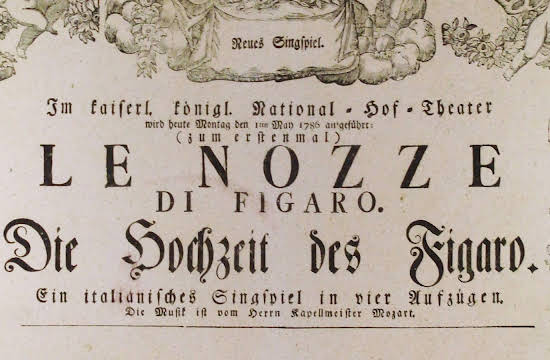 Neues Singspiel.
Im kaiserl. königl. National-Hof-Theater
wird heute Montag den 1ten May 1786 aufgeführt:
(zum erstenmal)
LE NOZZE
DI FIGARO.
Die Hochzeit des Figaro.
Ein italiänisches Singspiel in vier Aufzügen.
Die Musik ist vom Herrn Kapellmeister Mozart.